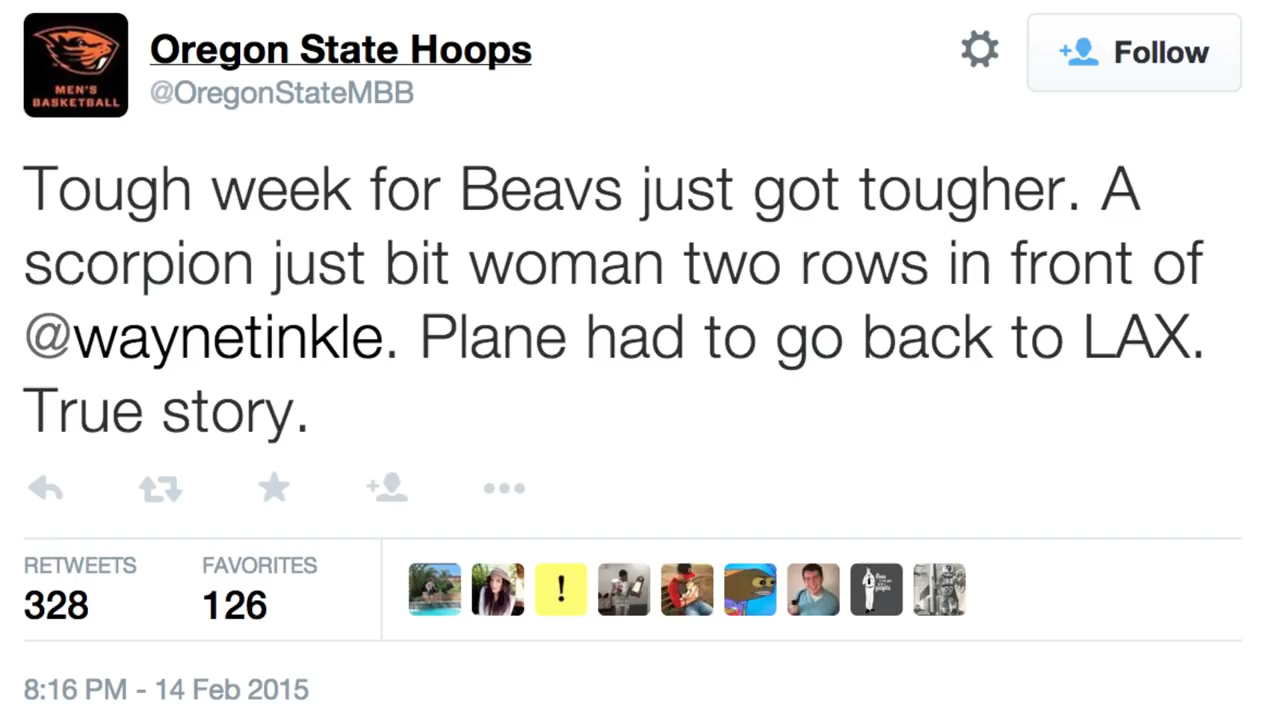 MEN'S
BASKETBALL
Oregon State Hoops
@OregonStateMBB
Follow
Tough week for Beavs just got tougher. A
scorpion just bit woman two rows in front of
@waynetinkle. Plane had to go back to LAX.
True story.
RETWEETS
328
FAVORITES
126
!
8:16 PM - 14 Feb 2015